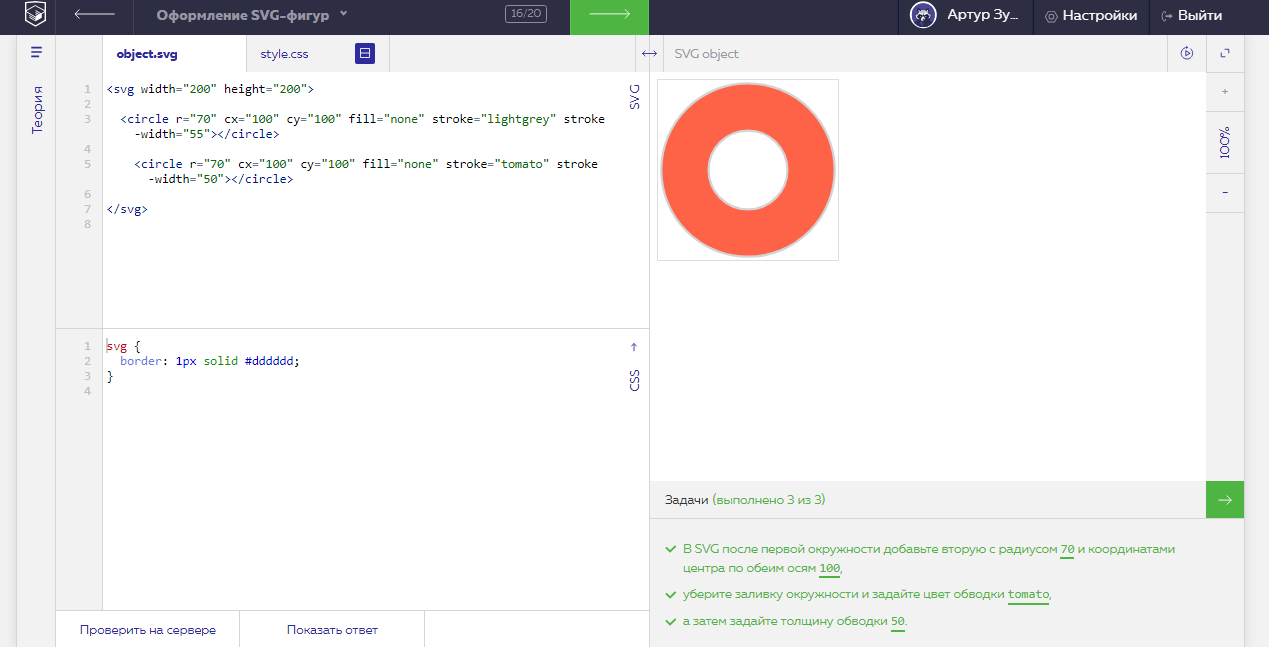 Оформление SVG-фигур
16/20
Артур Зу...
Настройки
Выйти
Теория
object.svg
style.css
SVG object
1 <svg width="200" height="200">
2
3 <circle r="70" cx="100" cy="100" fill="none" stroke="lightgrey" stroke
-width="55"></circle>
4
5 <circle r="70" cx="100" cy="100" fill="none" stroke="tomato" stroke
-width="50"></circle>
6
7 </svg>
8
SVG
1 svg {
2 border: 1px solid #dddddd;
3 }
4
CSS
+
100%
-
Задачи (выполнено 3 из 3)
В SVG после первой окружности добавьте вторую с радиусом 70 и координатами
центра по обеим осям 100,
уберите заливку окружности и задайте цвет обводки tomato,
а затем задайте толщину обводки 50.
Проверить на сервере
Показать ответ